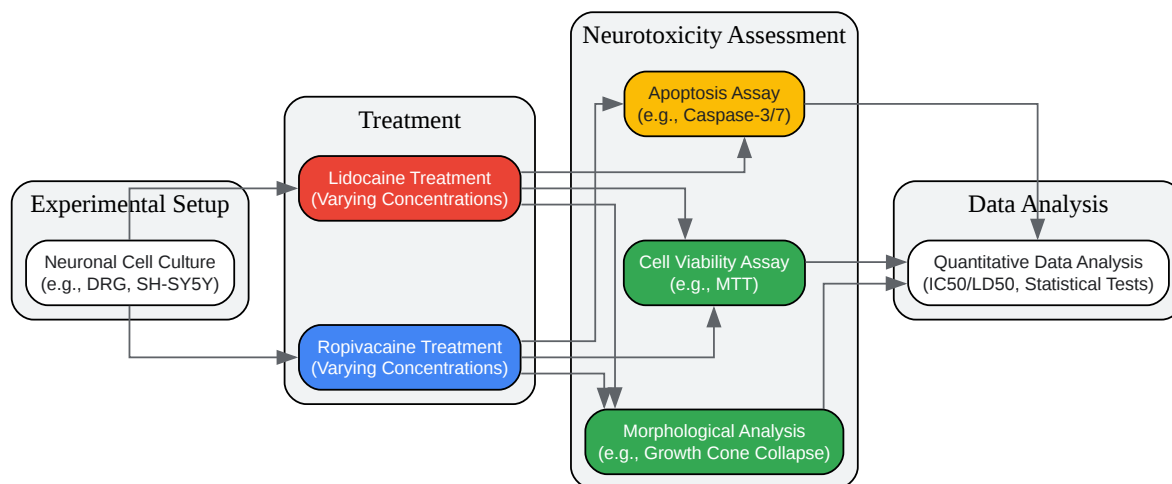 Experimental Setup
Neuronal Cell Culture
(e.g., DRG, SH-SY5Y)
Treatment
Lidocaine Treatment
(Varying Concentrations)
Ropivacaine Treatment
(Varying Concentrations)
Neurotoxicity Assessment
Apoptosis Assay
(e.g., Caspase-3/7)
Cell Viability Assay
(e.g., MTT)
Morphological Analysis
(e.g., Growth Cone Collapse)
Data Analysis
Quantitative Data Analysis
(IC50/LD50, Statistical Tests)